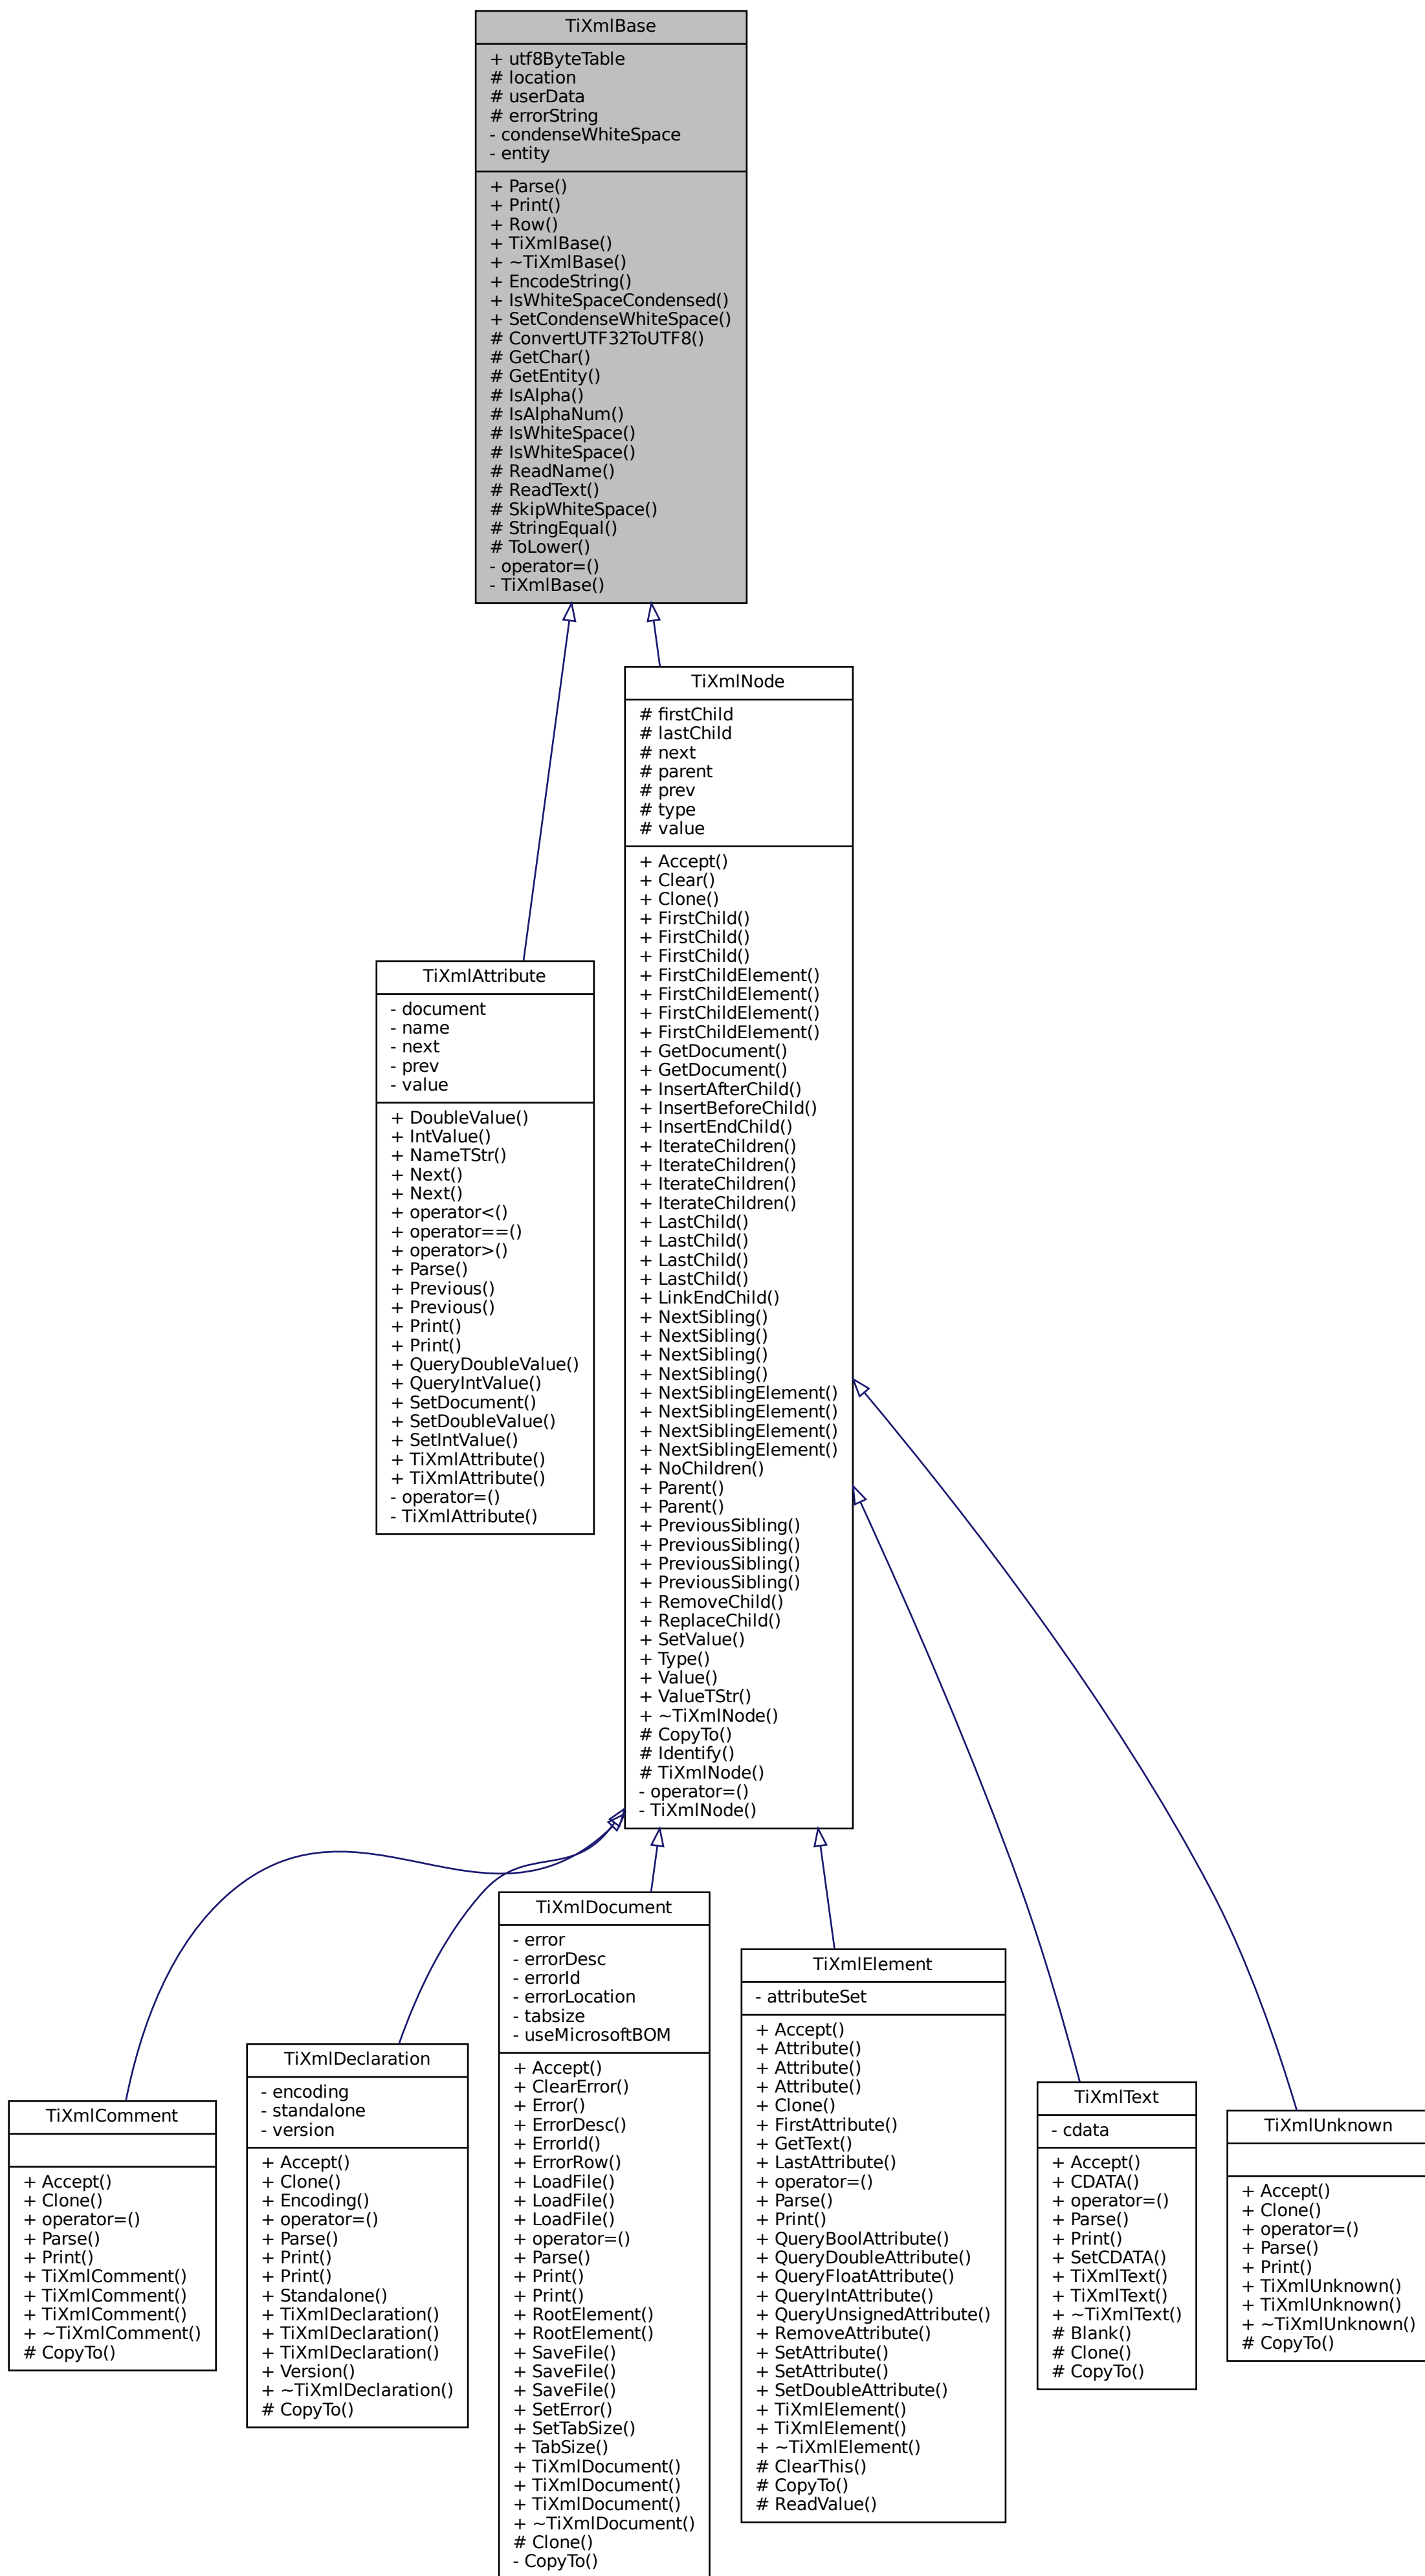 TiXmlBase
+ utf8ByteTable
# location
# userData
# errorString
- condenseWhiteSpace
- entity
+ Parse()
+ Print()
+ Row()
+ TiXmlBase()
+ ~TiXmlBase()
+ EncodeString()
+ IsWhiteSpaceCondensed()
+ SetCondenseWhiteSpace()
# ConvertUTF32ToUTF8()
# GetChar()
# GetEntity()
# IsAlpha()
# IsAlphaNum()
# IsWhiteSpace()
# IsWhiteSpace()
# ReadName()
# ReadText()
# SkipWhiteSpace()
# StringEqual()
# ToLower()
- operator=()
- TiXmlBase()
TiXmlNode
# firstChild
# lastChild
# next
# parent
# prev
# type
# value
+ Accept()
+ Clear()
+ Clone()
+ FirstChild()
+ FirstChild()
+ FirstChild()
+ FirstChildElement()
+ FirstChildElement()
+ FirstChildElement()
+ FirstChildElement()
+ GetDocument()
+ GetDocument()
+ InsertAfterChild()
+ InsertBeforeChild()
+ InsertEndChild()
+ IterateChildren()
+ IterateChildren()
+ IterateChildren()
+ IterateChildren()
+ LastChild()
+ LastChild()
+ LastChild()
+ LastChild()
+ LinkEndChild()
+ NextSibling()
+ NextSibling()
+ NextSibling()
+ NextSibling()
+ NextSiblingElement()
+ NextSiblingElement()
+ NextSiblingElement()
+ NextSiblingElement()
+ NoChildren()
+ Parent()
+ Parent()
+ PreviousSibling()
+ PreviousSibling()
+ PreviousSibling()
+ PreviousSibling()
+ RemoveChild()
+ ReplaceChild()
+ SetValue()
+ Type()
+ Value()
+ ValueTStr()
+ ~TiXmlNode()
# CopyTo()
# Identify()
# TiXmlNode()
- operator=()
- TiXmlNode()
TiXmlAttribute
- document
- name
- next
- prev
- value
+ DoubleValue()
+ IntValue()
+ NameTStr()
+ Next()
+ Next()
+ operator<()
+ operator==()
+ operator>()
+ Parse()
+ Previous()
+ Previous()
+ Print()
+ Print()
+ QueryDoubleValue()
+ QueryIntValue()
+ SetDocument()
+ SetDoubleValue()
+ SetIntValue()
+ TiXmlAttribute()
+ TiXmlAttribute()
- operator=()
- TiXmlAttribute()
TiXmlComment
+ Accept()
+ Clone()
+ operator=()
+ Parse()
+ Print()
+ TiXmlComment()
+ TiXmlComment()
+ TiXmlComment()
+ ~TiXmlComment()
# CopyTo()
TiXmlDeclaration
- encoding
- standalone
- version
+ Accept()
+ Clone()
+ Encoding()
+ operator=()
+ Parse()
+ Print()
+ Print()
+ Standalone()
+ TiXmlDeclaration()
+ TiXmlDeclaration()
+ TiXmlDeclaration()
+ Version()
+ ~TiXmlDeclaration()
# CopyTo()
TiXmlDocument
- error
- errorDesc
- errorId
- errorLocation
- tabsize
- useMicrosoftBOM
+ Accept()
+ ClearError()
+ Error()
+ ErrorDesc()
+ ErrorId()
+ ErrorRow()
+ LoadFile()
+ LoadFile()
+ LoadFile()
+ operator=()
+ Parse()
+ Print()
+ Print()
+ RootElement()
+ RootElement()
+ SaveFile()
+ SaveFile()
+ SaveFile()
+ SetError()
+ SetTabSize()
+ TabSize()
+ TiXmlDocument()
+ TiXmlDocument()
+ TiXmlDocument()
+ ~TiXmlDocument()
# Clone()
- CopyTo()
TiXmlElement
- attributeSet
+ Accept()
+ Attribute()
+ Attribute()
+ Attribute()
+ Clone()
+ FirstAttribute()
+ GetText()
+ LastAttribute()
+ operator=()
+ Parse()
+ Print()
+ QueryBoolAttribute()
+ QueryDoubleAttribute()
+ QueryFloatAttribute()
+ QueryIntAttribute()
+ QueryUnsignedAttribute()
+ RemoveAttribute()
+ SetAttribute()
+ SetAttribute()
+ SetDoubleAttribute()
+ TiXmlElement()
+ TiXmlElement()
+ ~TiXmlElement()
# ClearThis()
# CopyTo()
# ReadValue()
TiXmlText
- cdata
+ Accept()
+ CDATA()
+ operator=()
+ Parse()
+ Print()
+ SetCDATA()
+ TiXmlText()
+ TiXmlText()
+ ~TiXmlText()
# Blank()
# Clone()
# CopyTo()
TiXmlUnknown
+ Accept()
+ Clone()
+ operator=()
+ Parse()
+ Print()
+ TiXmlUnknown()
+ TiXmlUnknown()
+ ~TiXmlUnknown()
# CopyTo()